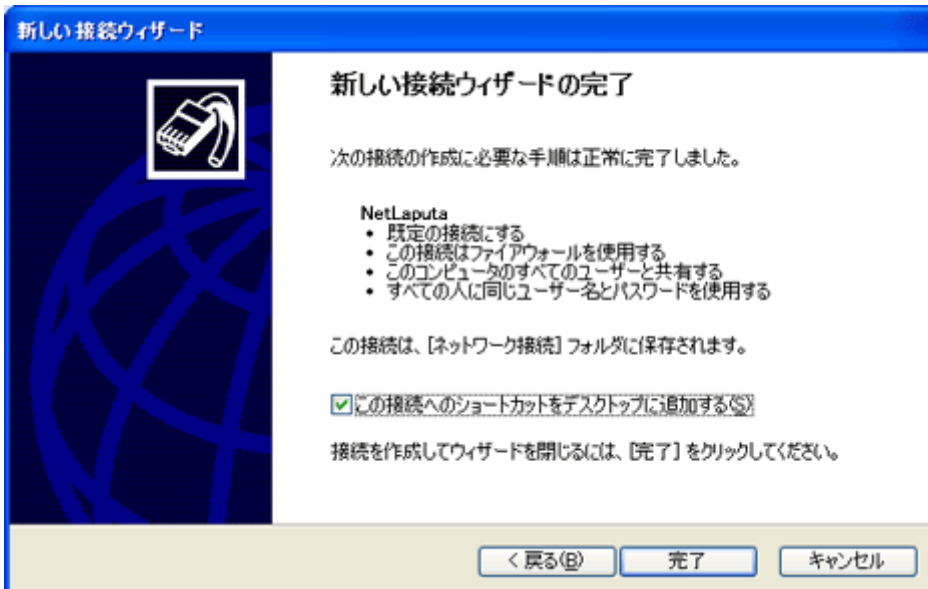 新しい接続ウィザード
新しい接続ウィザードの完了
次の接続の作成に必要な手順は正常に完了しました。
NetLaputa
• 既定の接続にする
• この接続はファイアウォールを使用する
• このコンピュータのすべてのユーザーと共有する
• すべての人に同じユーザー名とパスワードを使用する
この接続は、[ネットワーク接続] フォルダに保存されます。
この接続へのショートカットをデスクトップに追加する(S)
接続を作成してウィザードを閉じるには、[完了] をクリックしてください。
< 戻る(B) 完了 キャンセル